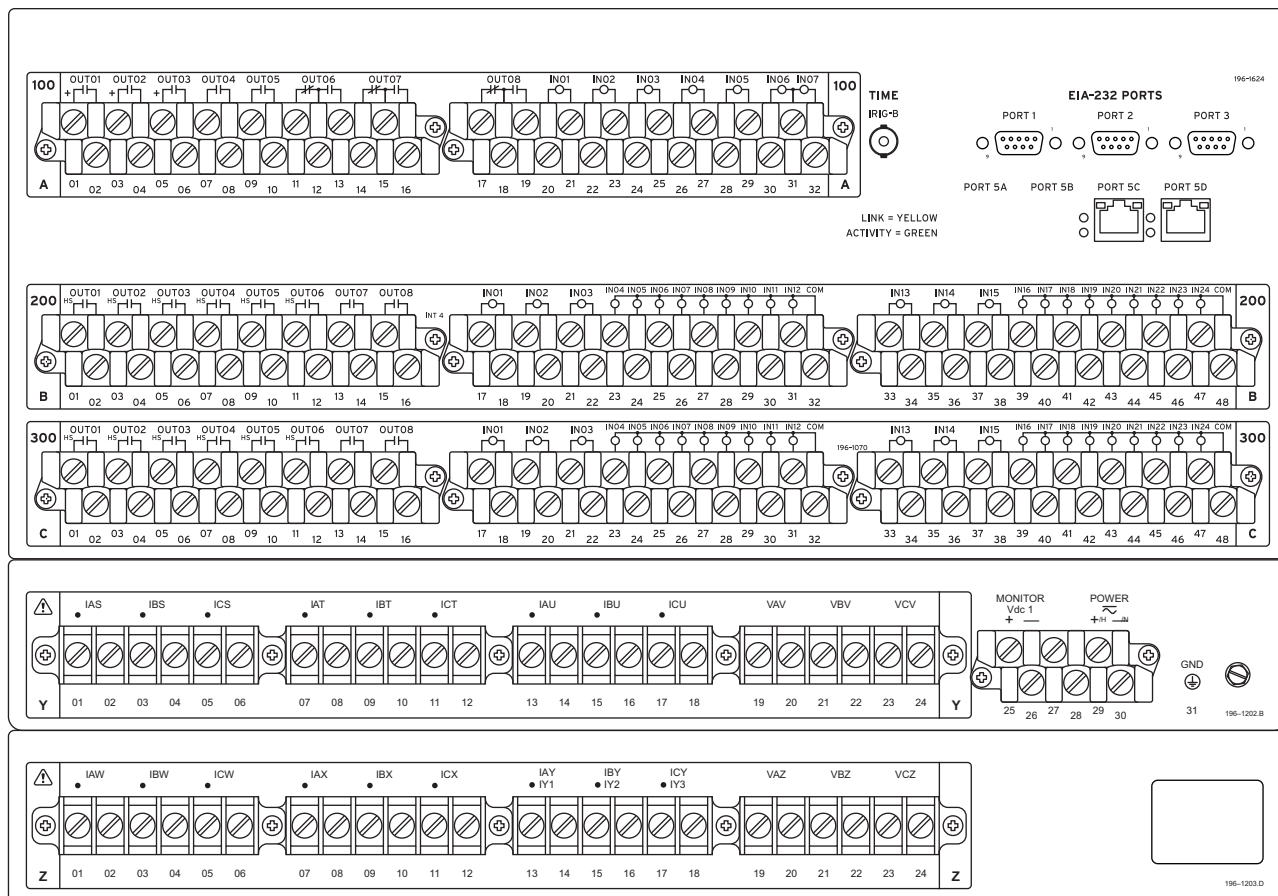 100 OUT01 OUT02 OUT03 OUT04 OUT05 OUT06 OUT07 OUT08 IN01 IN02 IN03 IN04 IN05 IN06 IN07 100
+ + +
A 01 02 03 04 05 06 07 08 09 10 11 12 13 14 15 16 17 18 19 20 21 22 23 24 25 26 27 28 29 30 31 32 A
TIME
IRIG-B
196-1624
EIA-232 PORTS
PORT 1 PORT 2 PORT 3
1 1 1
9 9 9
PORT 5A PORT 5B PORT 5C PORT 5D
LINK = YELLOW
ACTIVITY = GREEN
200 OUT01 OUT02 OUT03 OUT04 OUT05 OUT06 OUT07 OUT08 IN01 IN02 IN03 IN04 IN05 IN06 IN07 IN08 IN09 IN10 IN11 IN12 COM IN13 IN14 IN15 IN16 IN17 IN18 IN19 IN20 IN21 IN22 IN23 IN24 COM 200
HS HS HS HS HS HS
INT 4
B 01 02 03 04 05 06 07 08 09 10 11 12 13 14 15 16 17 18 19 20 21 22 23 24 25 26 27 28 29 30 31 32 33 34 35 36 37 38 39 40 41 42 43 44 45 46 47 48 B
300 OUT01 OUT02 OUT03 OUT04 OUT05 OUT06 OUT07 OUT08 IN01 IN02 IN03 IN04 IN05 IN06 IN07 IN08 IN09 IN10 IN11 IN12 COM IN13 IN14 IN15 IN16 IN17 IN18 IN19 IN20 IN21 IN22 IN23 IN24 COM 300
HS HS HS HS HS HS
196-1070
C 01 02 03 04 05 06 07 08 09 10 11 12 13 14 15 16 17 18 19 20 21 22 23 24 25 26 27 28 29 30 31 32 33 34 35 36 37 38 39 40 41 42 43 44 45 46 47 48 C
IAS IBS ICS IAT IBT ICT IAU IBU ICU VAV VBV VCV
Y 01 02 03 04 05 06 07 08 09 10 11 12 13 14 15 16 17 18 19 20 21 22 23 24 Y
MONITOR
Vdc 1
+ —
POWER
+/H —/N
25 26 27 28 29 30
GND
31
196-1202.B
IAW IBW ICW IAX IBX ICX IAY IBY ICY VAZ VBZ VCZ
IY1 IY2 IY3
Z 01 02 03 04 05 06 07 08 09 10 11 12 13 14 15 16 17 18 19 20 21 22 23 24 Z
196-1203.D